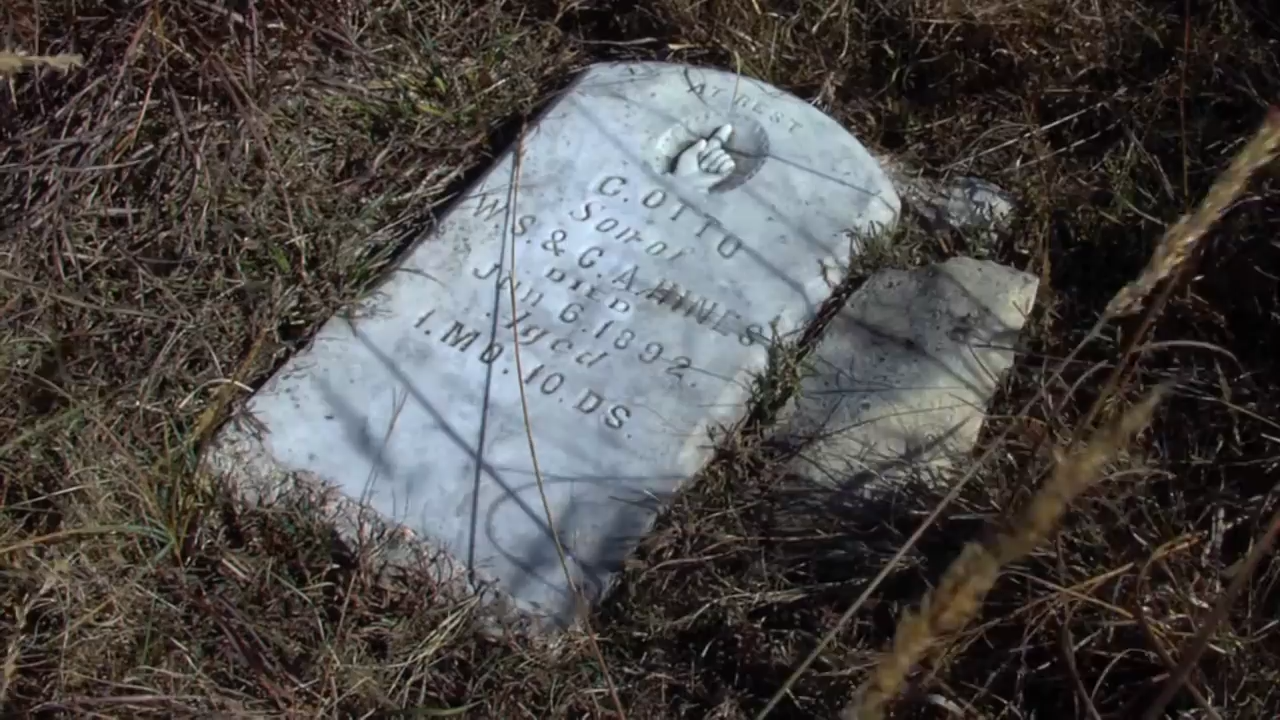 AT REST
C. OTTO
Son of
W.S. & C.A. HINES
DIED
Jan 6. 1892.
Aged
1. MO. 10. DS.